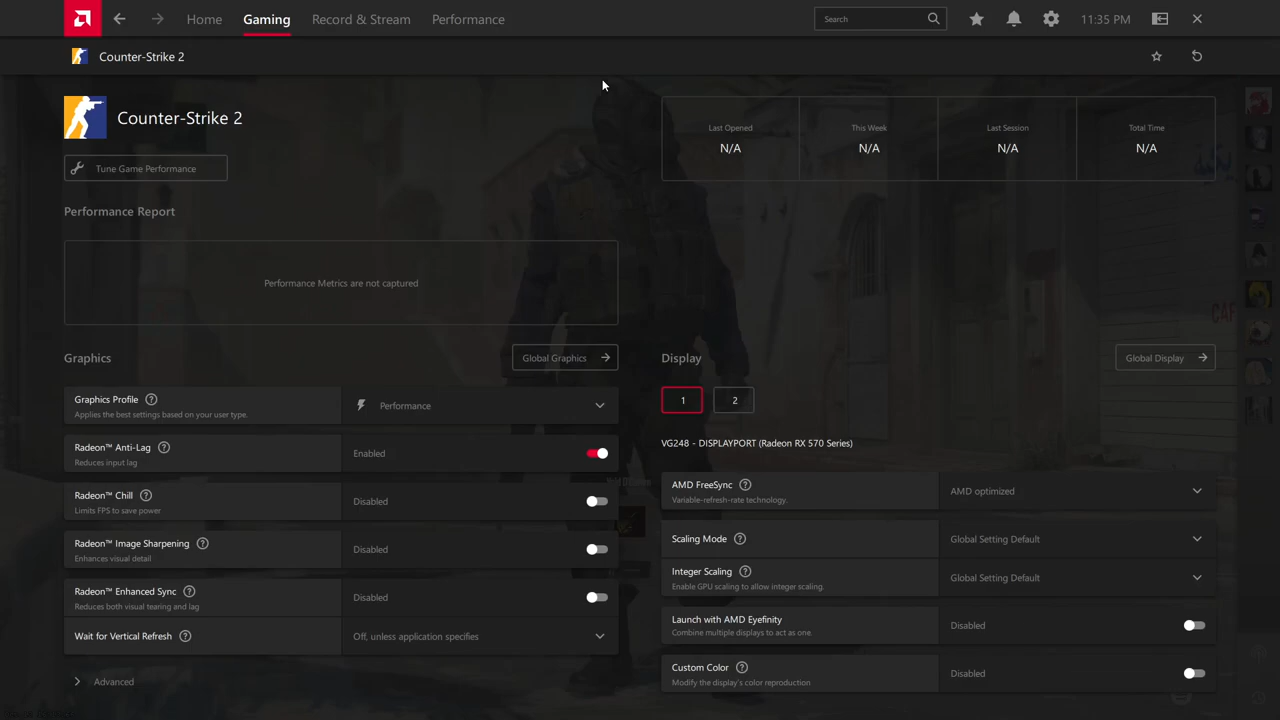 Home
Gaming
Record & Stream
Performance
Search
11:35 PM
Counter-Strike 2
Counter-Strike 2
Tune Game Performance
Last Opened
N/A
This Week
N/A
Last Session
N/A
Total Time
N/A
Performance Report
Performance Metrics are not captured
Graphics
Global Graphics
Graphics Profile
Applies the best settings based on your user type.
Performance
Radeon™ Anti-Lag
Reduces input lag
Enabled
Radeon™ Chill
Limits FPS to save power
Disabled
Radeon™ Image Sharpening
Enhances visual detail
Disabled
Radeon™ Enhanced Sync
Reduces both visual tearing and lag
Disabled
Wait for Vertical Refresh
Off, unless application specifies
Advanced
Display
Global Display
1
2
VG248 - DISPLAYPORT (Radeon RX 570 Series)
AMD FreeSync
Variable-refresh-rate technology.
AMD optimized
Scaling Mode
Global Setting Default
Integer Scaling
Enable GPU scaling to allow integer scaling.
Global Setting Default
Launch with AMD Eyefinity
Combine multiple displays to act as one.
Disabled
Custom Color
Modify the display's color reproduction
Disabled
CAF